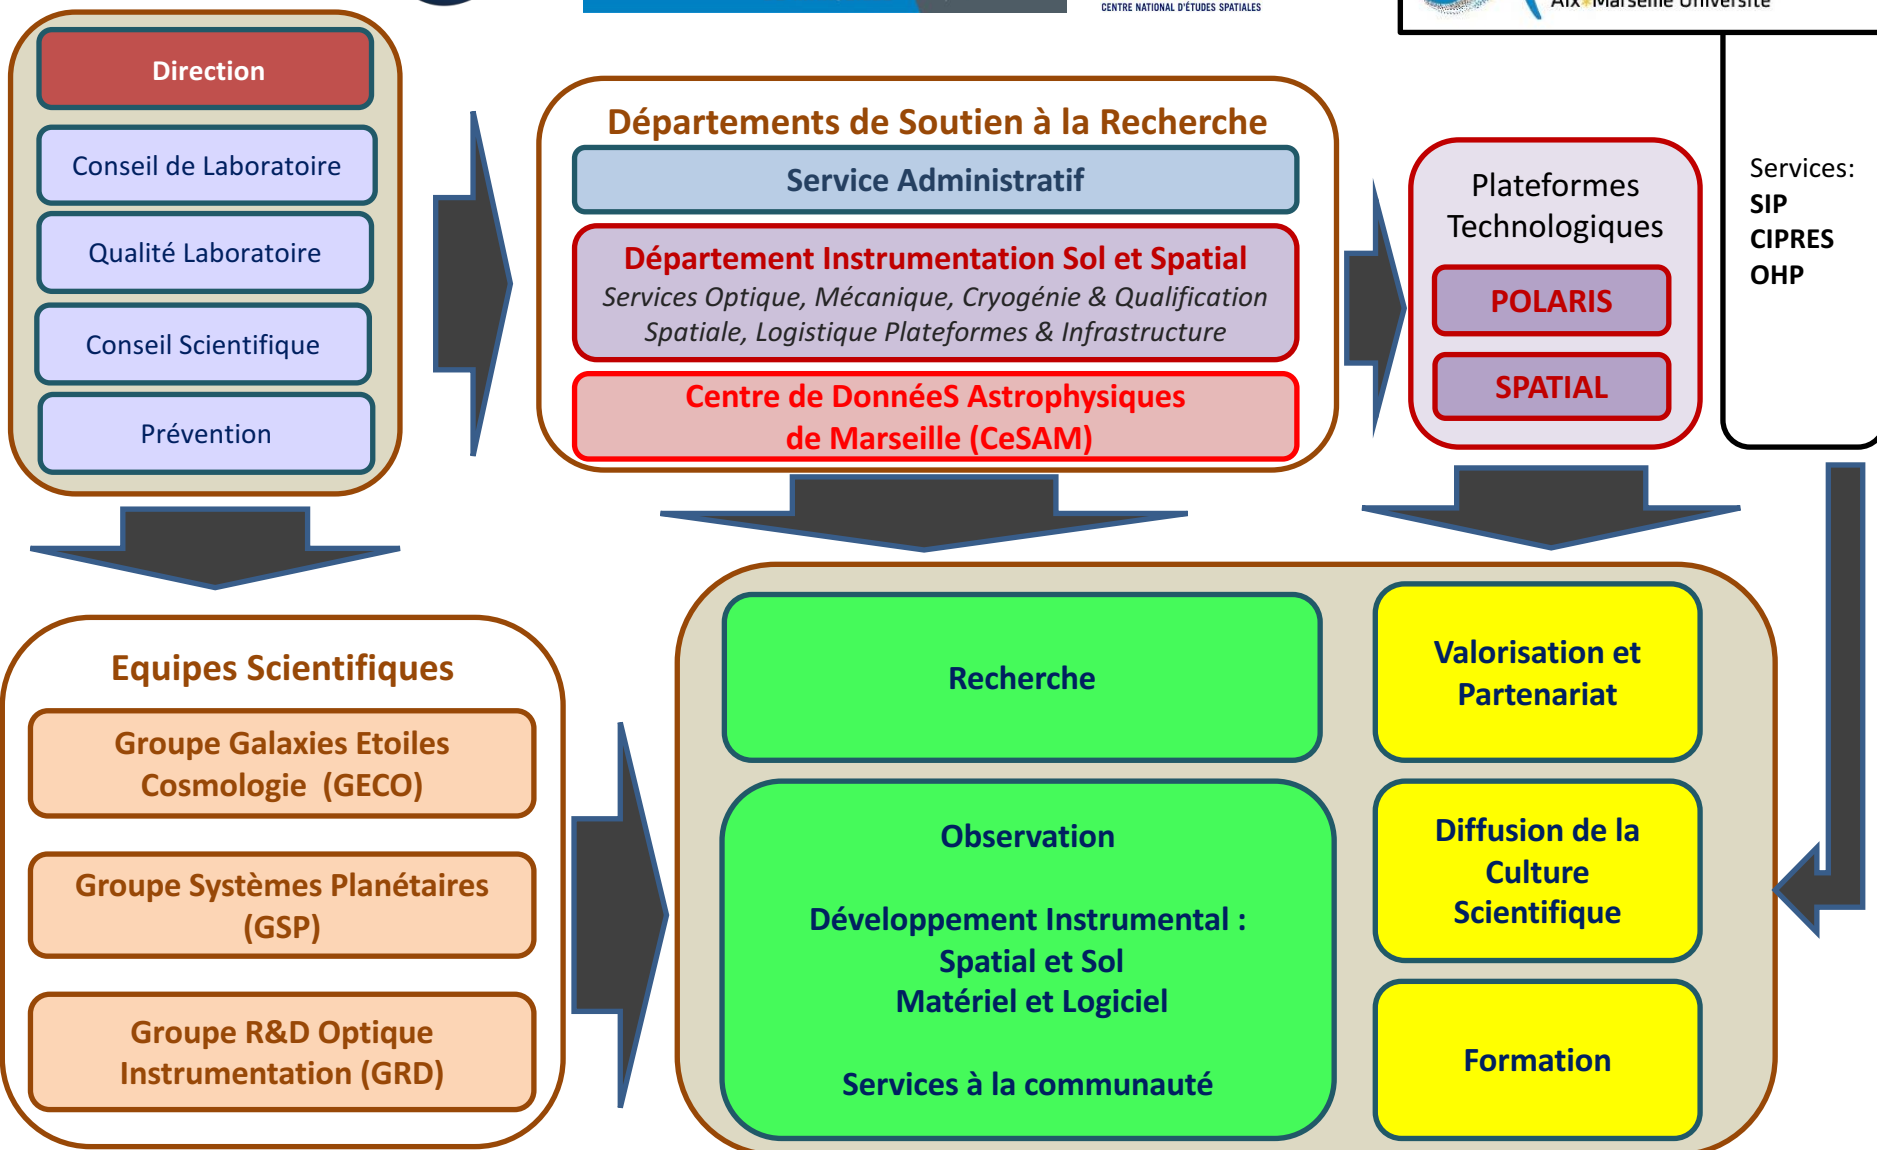 CENTRE NATIONAL D'ÉTUDES SPATIALES
Aix*Marseille Université
Direction
Conseil de Laboratoire
Qualité Laboratoire
Conseil Scientifique
Prévention
Départements de Soutien à la Recherche
Service Administratif
Département Instrumentation Sol et Spatial
Services Optique, Mécanique, Cryogénie & Qualification
Spatiale, Logistique Plateformes & Infrastructure
Centre de DonnéeS Astrophysiques
de Marseille (CeSAM)
Plateformes
Technologiques
POLARIS
SPATIAL
Services:
SIP
CIPRES
OHP
Equipes Scientifiques
Groupe Galaxies Etoiles
Cosmologie (GECO)
Groupe Systèmes Planétaires
(GSP)
Groupe R&D Optique
Instrumentation (GRD)
Recherche
Observation
Développement Instrumental :
Spatial et Sol
Matériel et Logiciel
Services à la communauté
Valorisation et
Partenariat
Diffusion de la
Culture
Scientifique
Formation